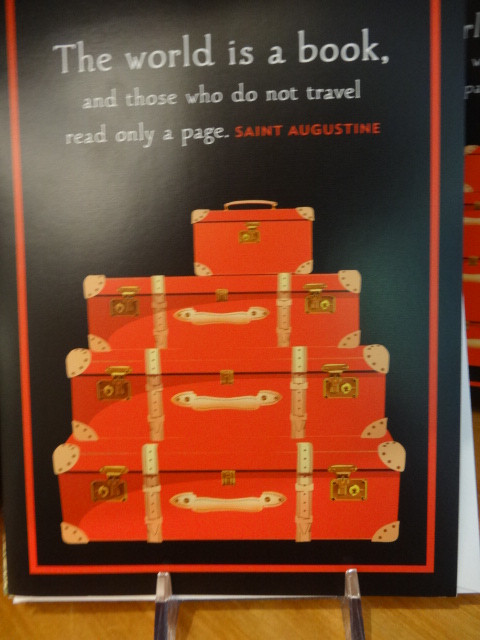 The world is a book,
and those who do not travel
read only a page. SAINT AUGUSTINE